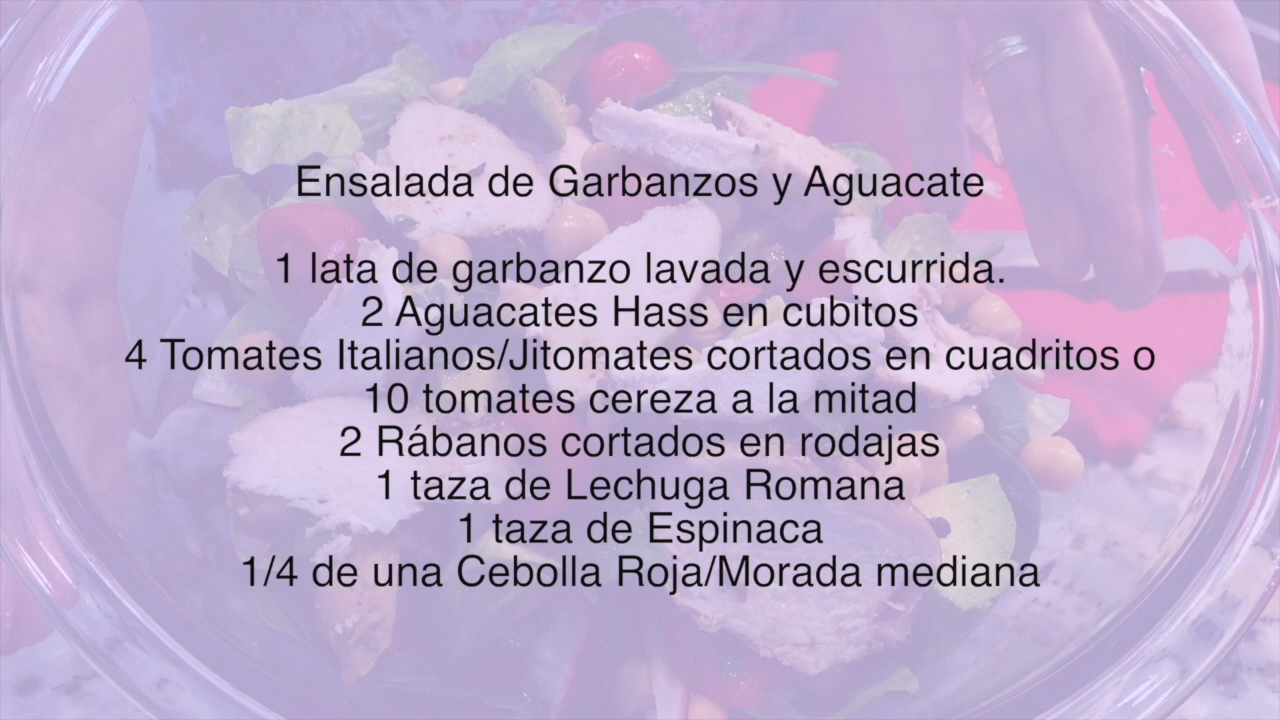 Ensalada de Garbanzos y Aguacate
1 lata de garbanzo lavada y escurrida.
2 Aguacates Hass en cubitos
4 Tomates Italianos/Jitomates cortados en cuadritos o
10 tomates cereza a la mitad
2 Rábanos cortados en rodajas
1 taza de Lechuga Romana
1 taza de Espinaca
1/4 de una Cebolla Roja/Morada mediana